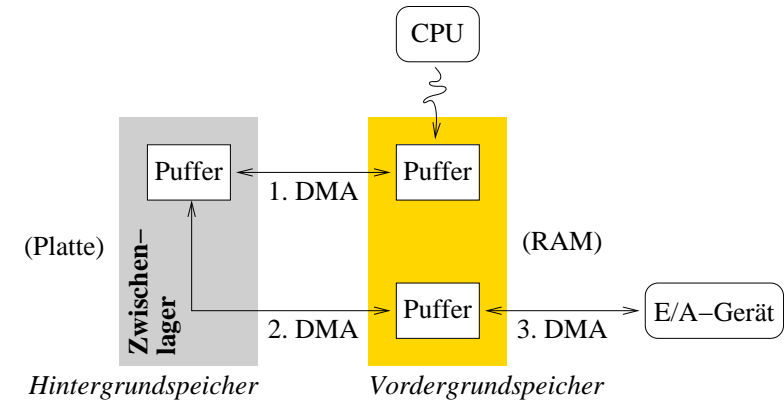 CPU
Puffer
1. DMA
Puffer
(Platte)
Zwischen–
lager
(RAM)
2. DMA
Puffer
3. DMA
E/A–Gerät
Hintergrundspeicher
Vordergrundspeicher